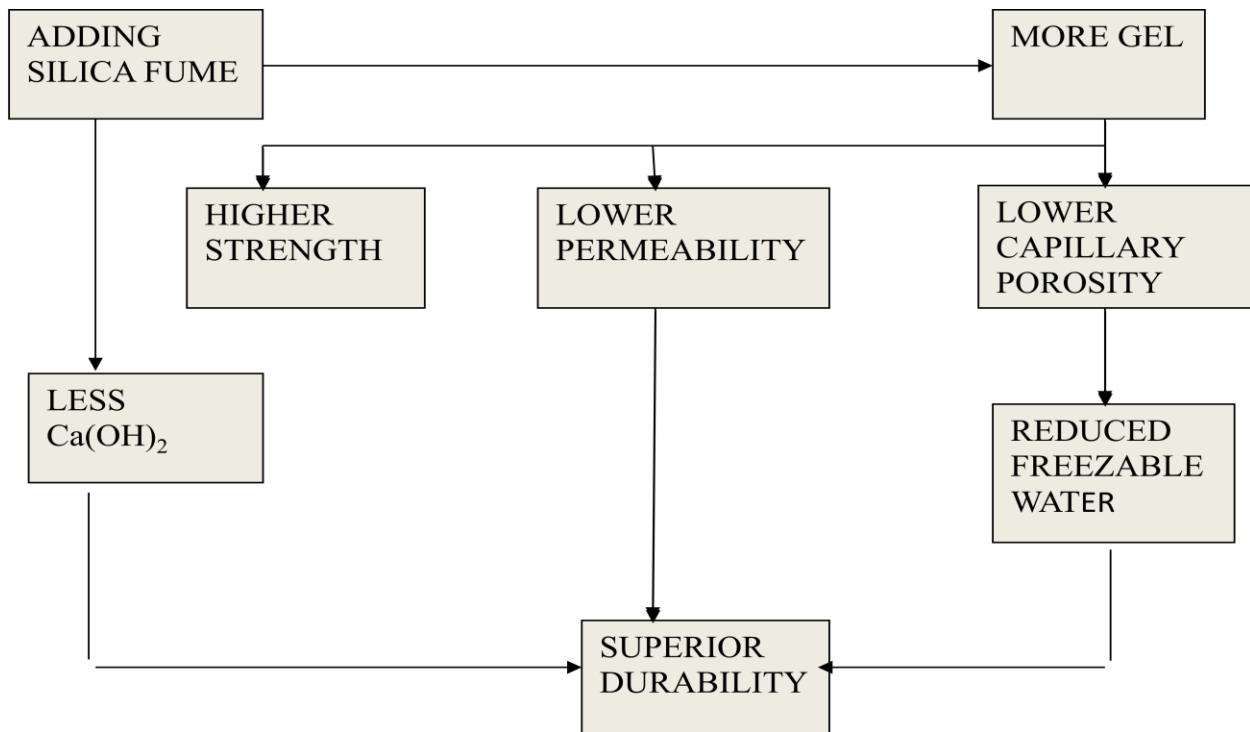 ADDING
SILICA FUME
MORE GEL
HIGHER
STRENGTH
LOWER
PERMEABILITY
LOWER
CAPILLARY
POROSITY
LESS
Ca(OH)₂
REDUCED
FREEZABLE
WATER
SUPERIOR
DURABILITY